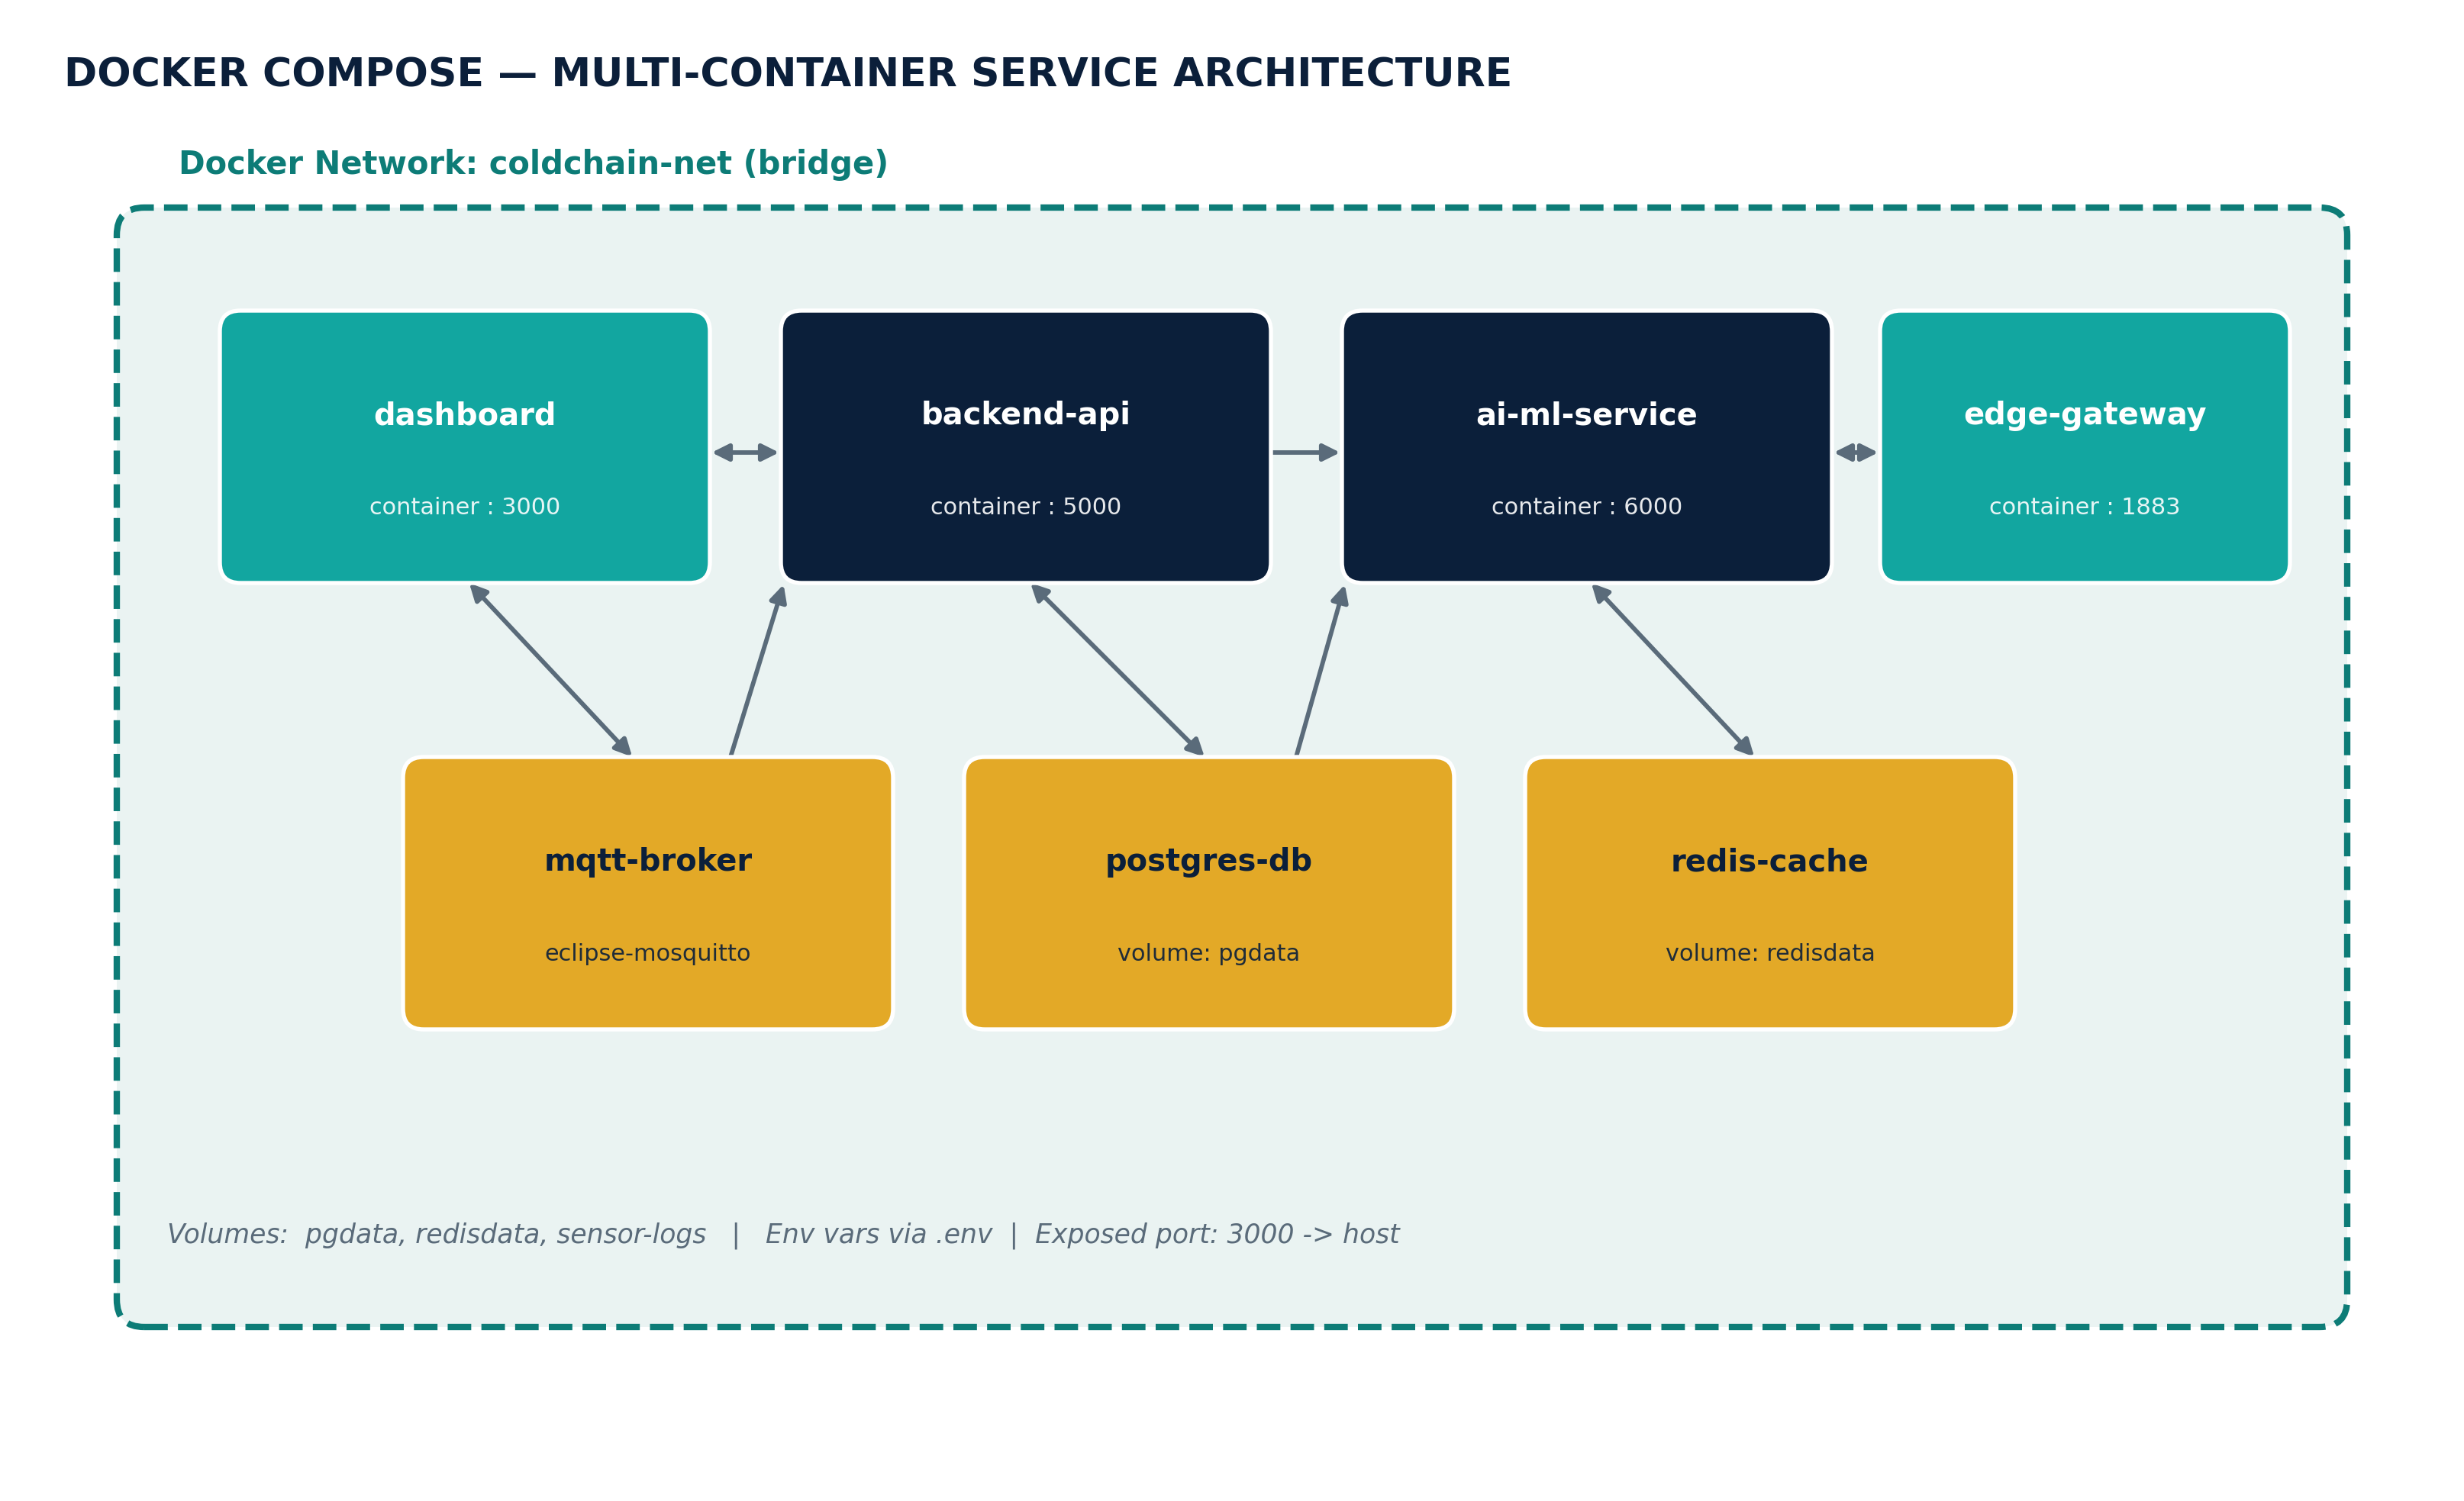 DOCKER COMPOSE — MULTI-CONTAINER SERVICE ARCHITECTURE
Docker Network: coldchain-net (bridge)
dashboard
container : 3000
backend-api
container : 5000
ai-ml-service
container : 6000
edge-gateway
container : 1883
mqtt-broker
eclipse-mosquitto
postgres-db
volume: pgdata
redis-cache
volume: redisdata
Volumes: pgdata, redisdata, sensor-logs | Env vars via .env | Exposed port: 3000 -> host